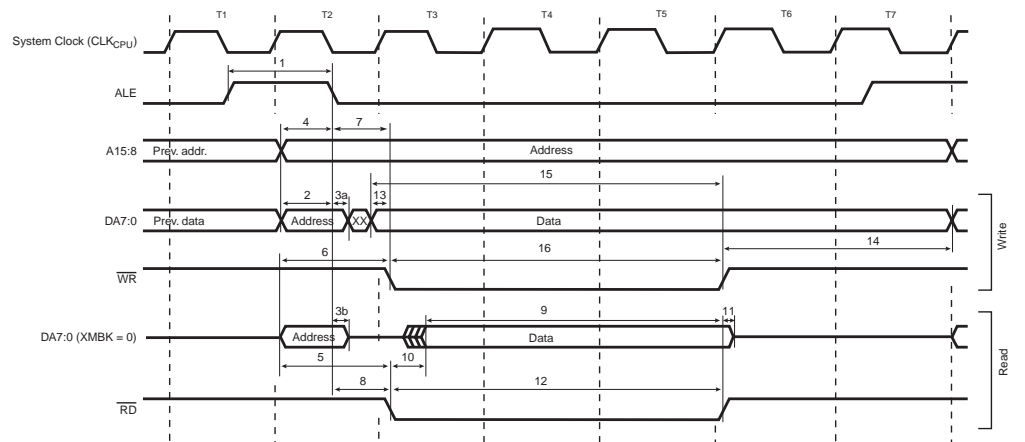 T1 T2 T3 T4 T5 T6 T7
System Clock (CLKCPU)
1
ALE
4 7
A15:8 Prev. addr. Address
15
2 3a 13
DA7:0 Prev. data Address XX Data
6 16 14
WR
Write
3b 9 11
DA7:0 (XMBK = 0) Address Data
5 10
8 12
RD
Read